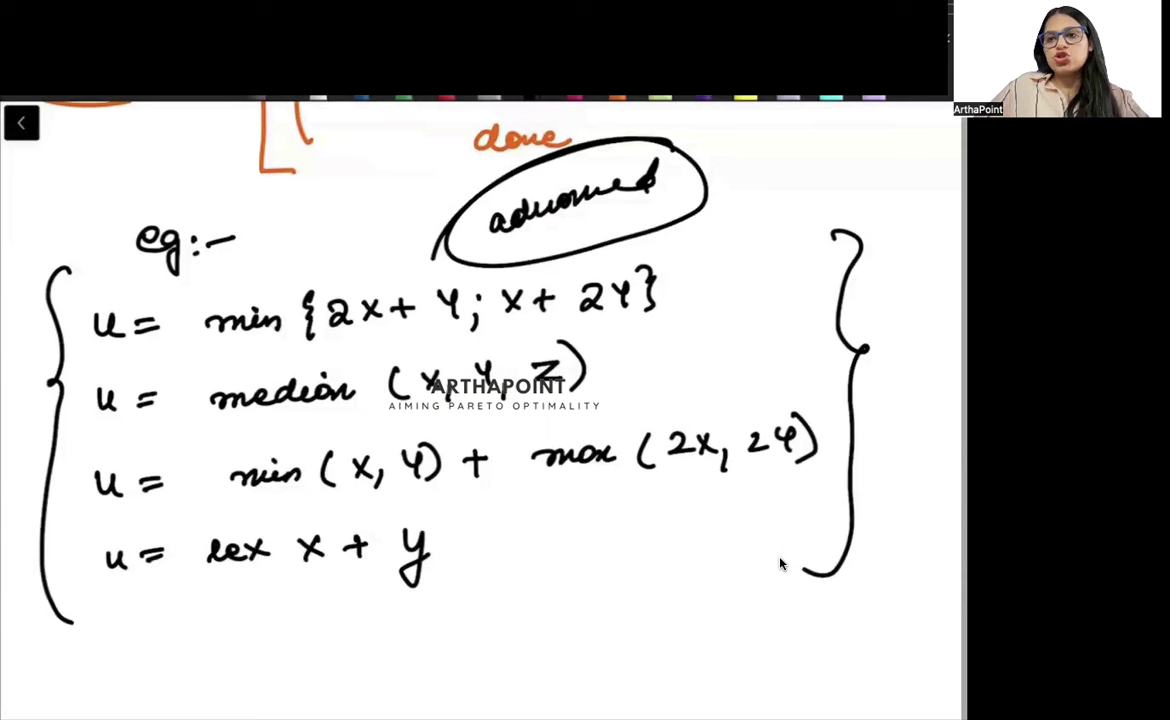 ArthaPoint
done
advanced
eg:-
u = min {2x + y; x + 2y}
u = median (x, y, z)
ARTHAPOINT
AIMING PARETO OPTIMALITY
u = min (x, y) + max (2x, 2y)
u = lex x + y